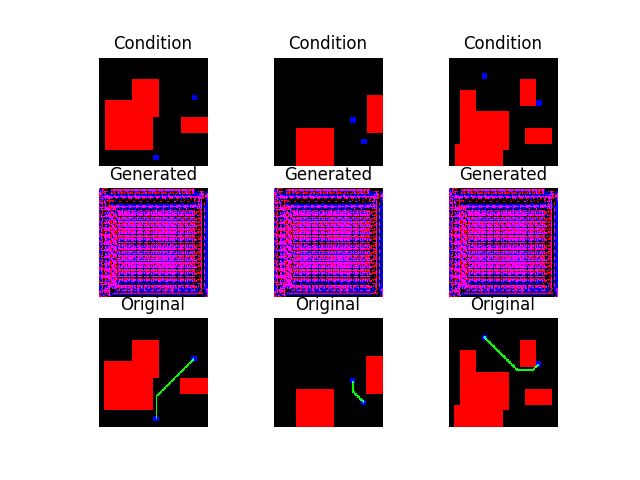 Condition Condition Condition
Generated Generated Generated
Original Original Original